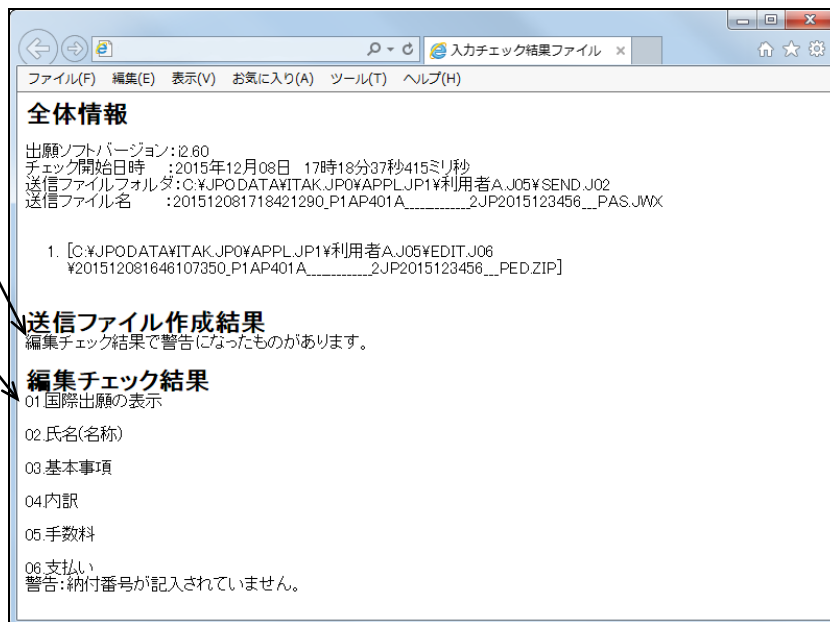 入力チェック結果ファイル
ファイル(F) 編集(E) 表示(V) お気に入り(A) ツール(T) ヘルプ(H)
全体情報
出願ソフトバージョン:i2.60
チェック開始日時 :2015年12月08日 17時18分37秒415ミリ秒
送信ファイルフォルダ:C:¥JPODATA¥ITAK.JP0¥APPL.JP1¥利用者A.J05¥SEND.J02
送信ファイル名 :201512081718421290_P1AP401A____________2JP2015123456__PAS.JWX
1. [C:¥JPODATA¥ITAK.JP0¥APPL.JP1¥利用者A.J05¥EDIT.J06
¥201512081646107350_P1AP401A____________2JP2015123456___PED.ZIP]
送信ファイル作成結果
編集チェック結果で警告になったものがあります。
編集チェック結果
01.国際出願の表示
02.氏名(名称)
03.基本事項
04.内訳
05.手数料
06.支払い
警告:納付番号が記入されていません。